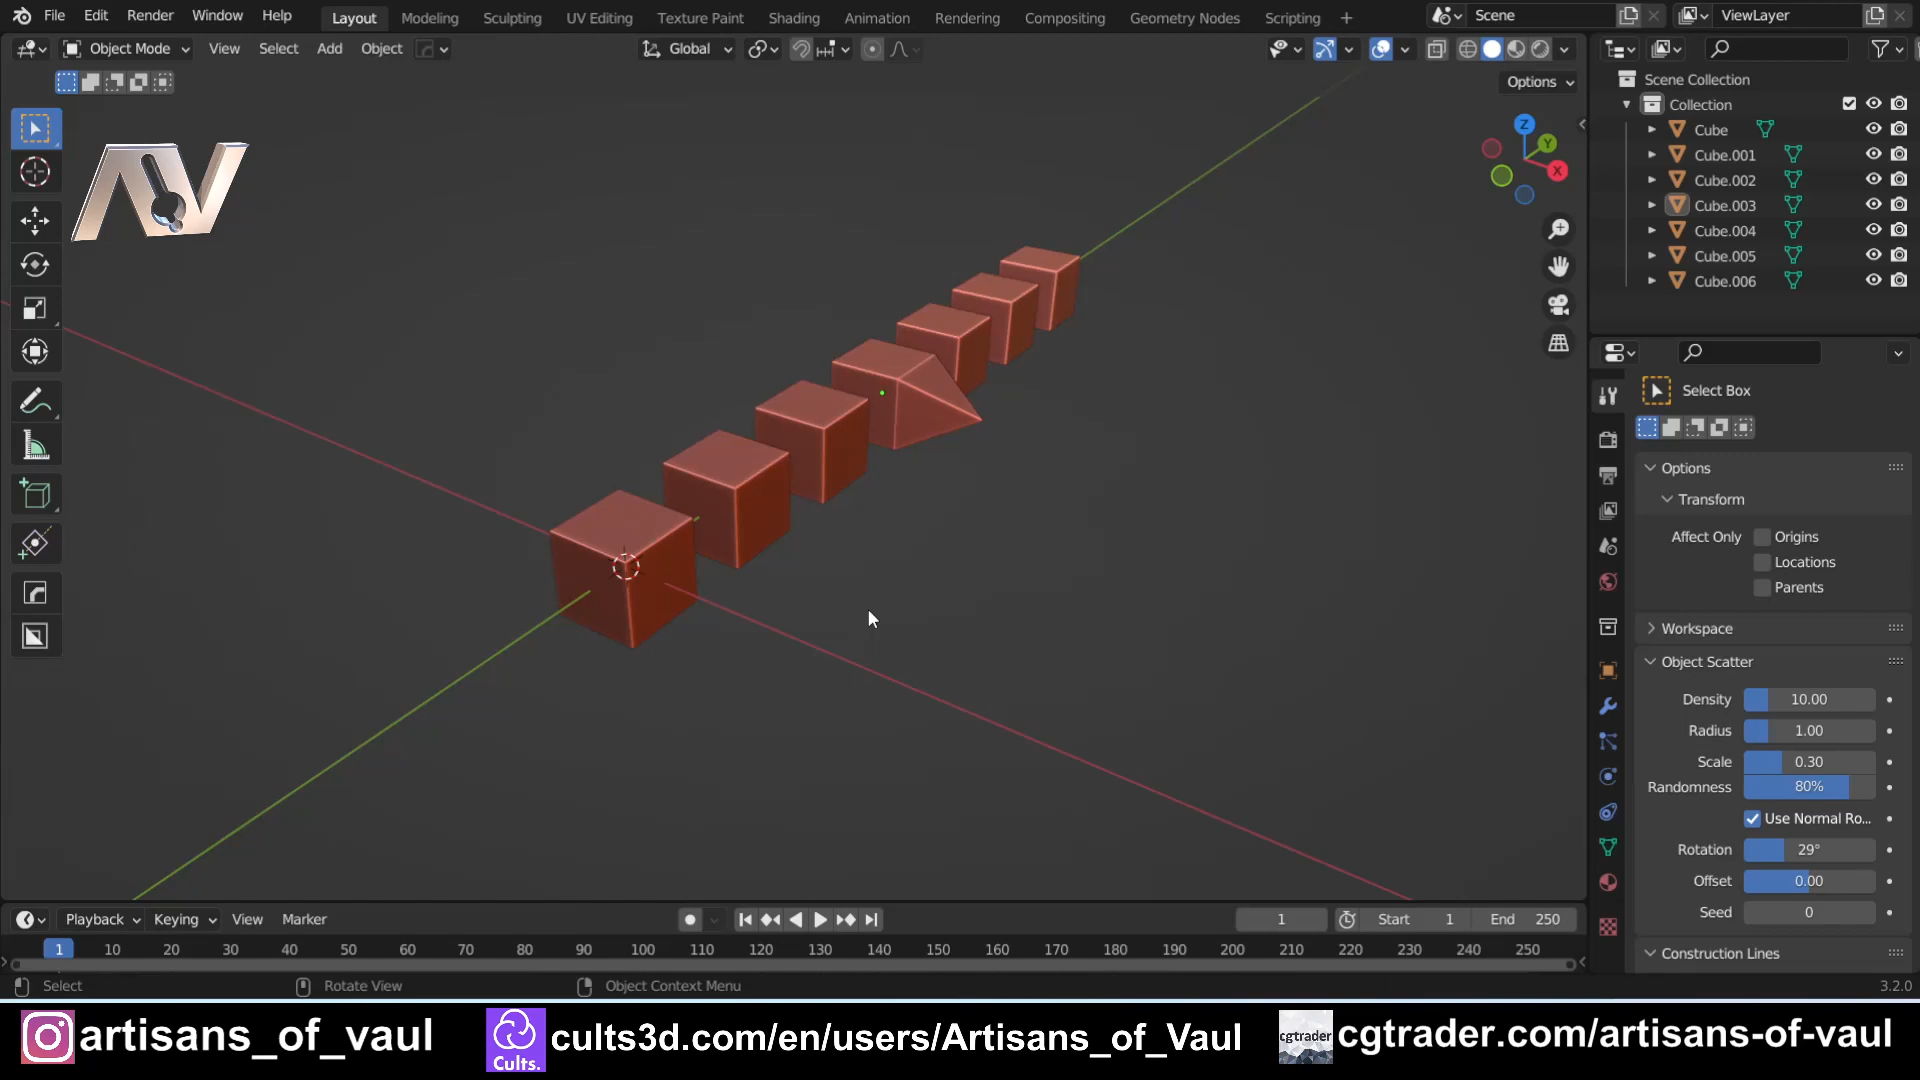 File Edit Render Window Help Layout Modeling Sculpting UV Editing Texture Paint Shading Animation Rendering Compositing Geometry Nodes Scripting + Scene ViewLayer
Object Mode View Select Add Object Global
Options
Z
Y
X
AV
Scene Collection
Collection
Cube
Cube.001
Cube.002
Cube.003
Cube.004
Cube.005
Cube.006
Select Box
Options
Transform
Affect Only Origins
Locations
Parents
Workspace
Object Scatter
Density 10.00
Radius 1.00
Scale 0.30
Randomness 80%
Use Normal Ro...
Rotation 29°
Offset 0.00
Seed 0
Construction Lines
Playback Keying View Marker 1 Start 1 End 250
1 10 20 30 40 50 60 70 80 90 100 110 120 130 140 150 160 170 180 190 200 210 220 230 240 250
Select Rotate View Object Context Menu 3.2.0
artisans_of_vaul Cults. cults3d.com/en/users/Artisans_of_Vaul cgtrader cgtrader.com/artisans-of-vaul